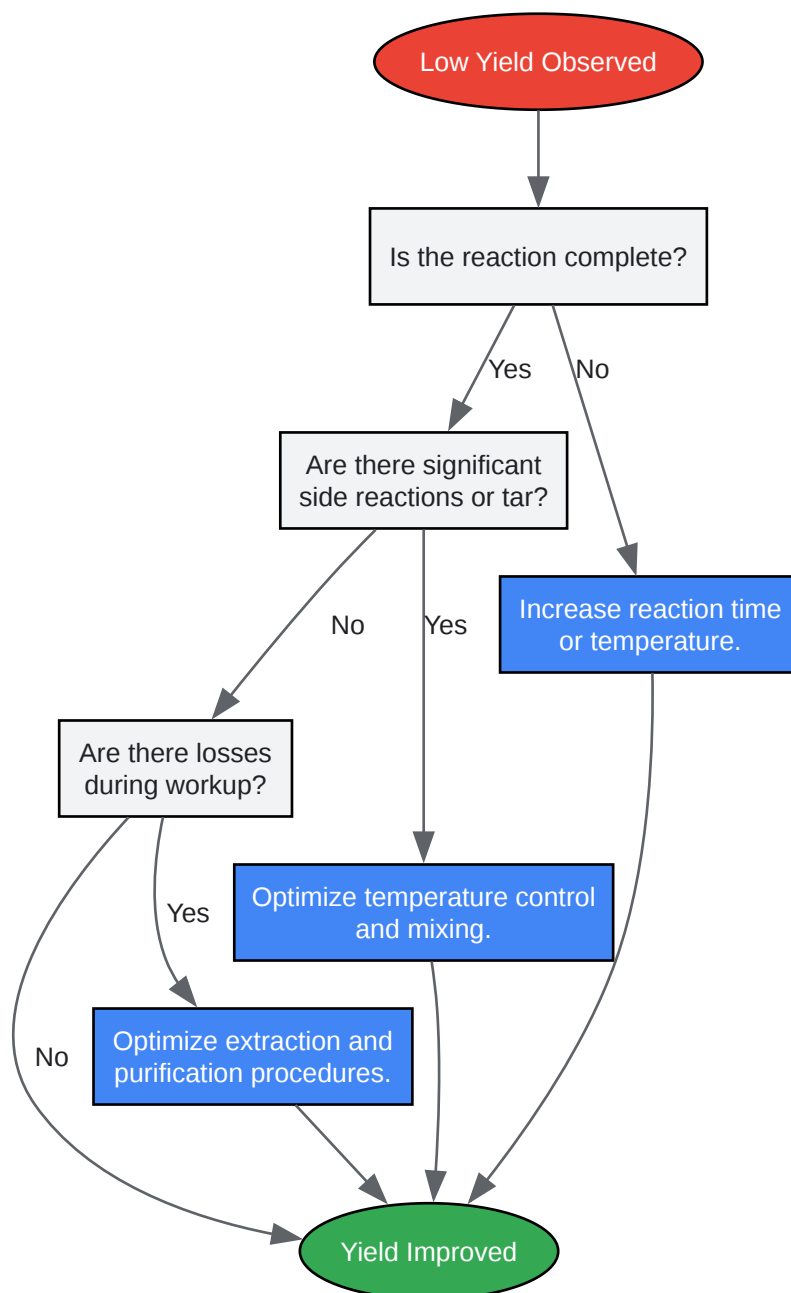 Low Yield Observed
Is the reaction complete?
Yes
No
Are there significant
side reactions or tar?
Increase reaction time
or temperature.
No
Yes
Are there losses
during workup?
Optimize temperature control
and mixing.
Yes
Optimize extraction and
purification procedures.
No
Yield Improved